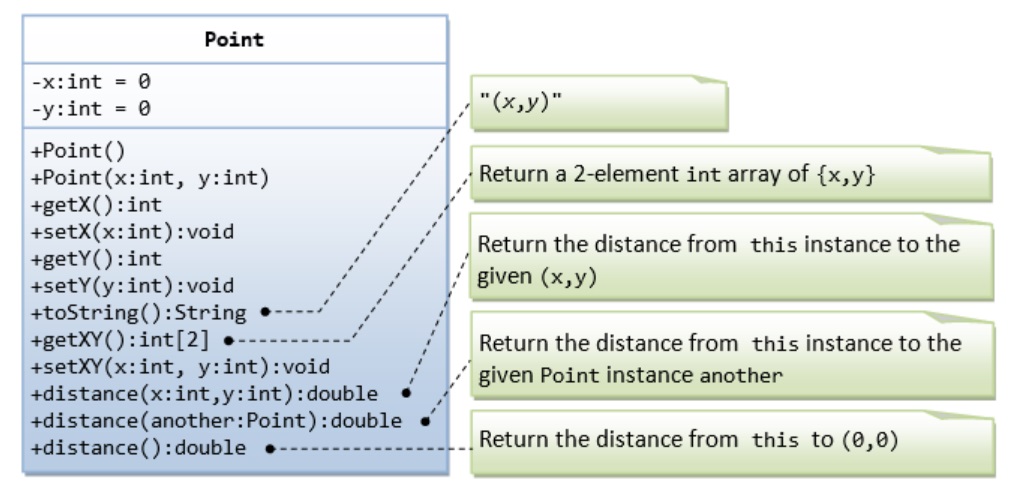 Point
-x:int = 0
-y:int = 0
+Point()
+Point(x:int, y:int)
+getX():int
+setX(x:int):void
+getY():int
+setY(y:int):void
+toString():String
+getXY():int[2]
+setXY(x:int, y:int):void
+distance(x:int,y:int):double
+distance(another:Point):double
+distance():double
"(x,y)"
Return a 2-element int array of {x,y}
Return the distance from this instance to the
given (x,y)
Return the distance from this instance to the
given Point instance another
Return the distance from this to (0,0)